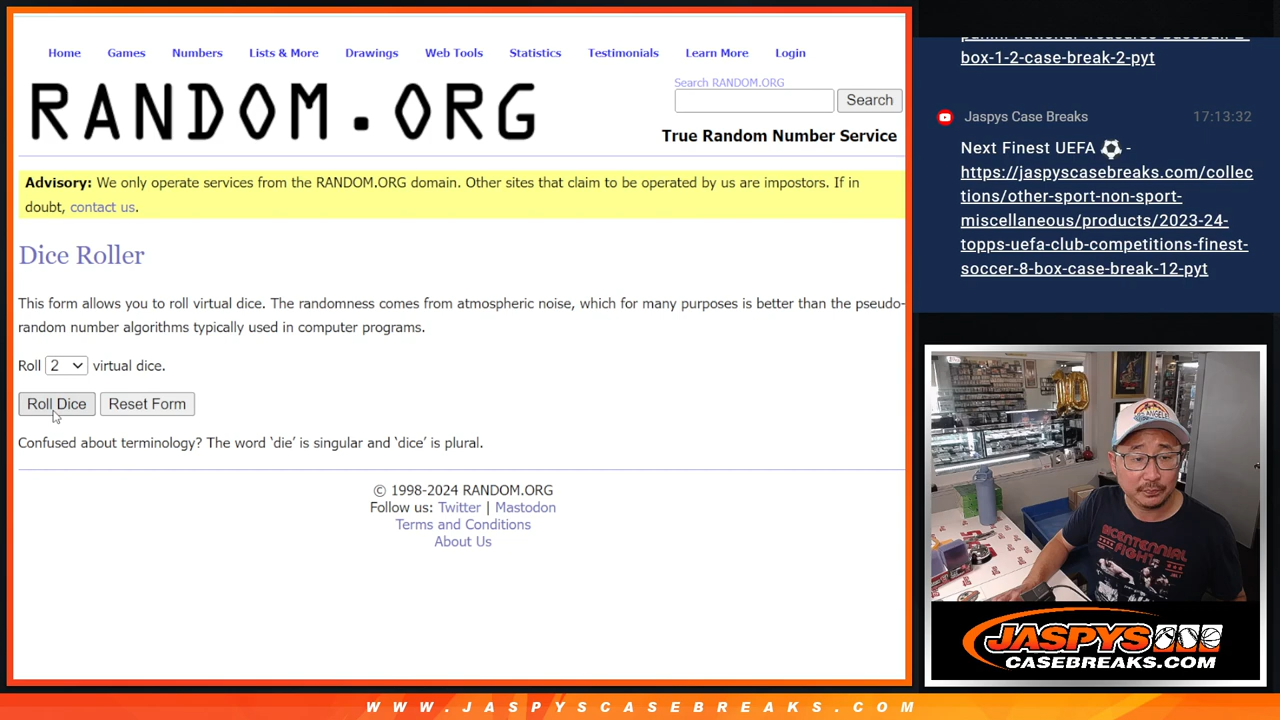 Home Games Numbers Lists & More Drawings Web Tools Statistics Testimonials Learn More Login
RANDOM.ORG
Search RANDOM.ORG
Search
True Random Number Service
Advisory: We only operate services from the RANDOM.ORG domain. Other sites that claim to be operated by us are impostors. If in
doubt, contact us.
Dice Roller
This form allows you to roll virtual dice. The randomness comes from atmospheric noise, which for many purposes is better than the pseudo-
random number algorithms typically used in computer programs.
Roll 2 virtual dice.
Roll Dice Reset Form
Confused about terminology? The word ‘die’ is singular and ‘dice’ is plural.
© 1998-2024 RANDOM.ORG
Follow us: Twitter | Mastodon
Terms and Conditions
About Us
panini-national-treasures-baseball-2-
box-1-2-case-break-2-pyt
Jaspys Case Breaks 17:13:32
Next Finest UEFA ⚽ -
https://jaspyscasebreaks.com/collec
tions/other-sport-non-sport-
miscellaneous/products/2023-24-
topps-uefa-club-competitions-finest-
soccer-8-box-case-break-12-pyt
10
BICENTENNIAL
FIGHT
JASPYS
CASEBREAKS.COM
WWW.JASPYSCASEBREAKS.COM